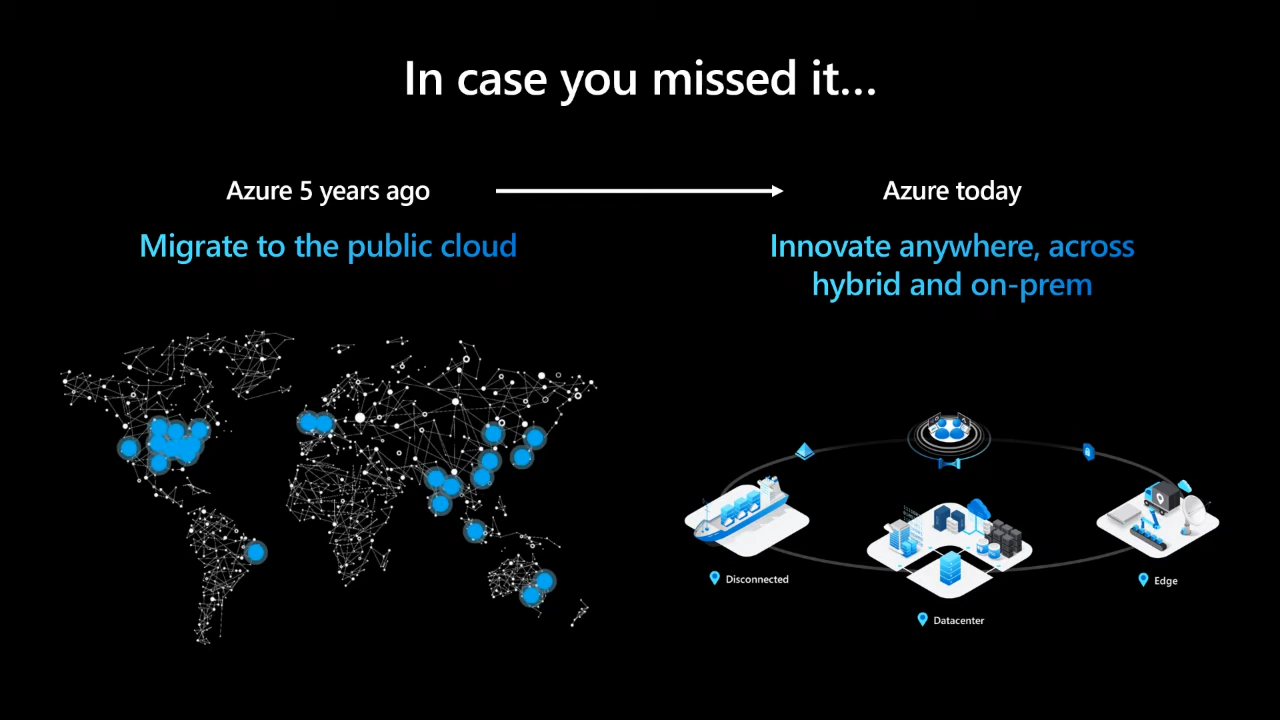 In case you missed it...
Azure 5 years ago
Migrate to the public cloud
Azure today
Innovate anywhere, across
hybrid and on-prem
Disconnected
Datacenter
Edge